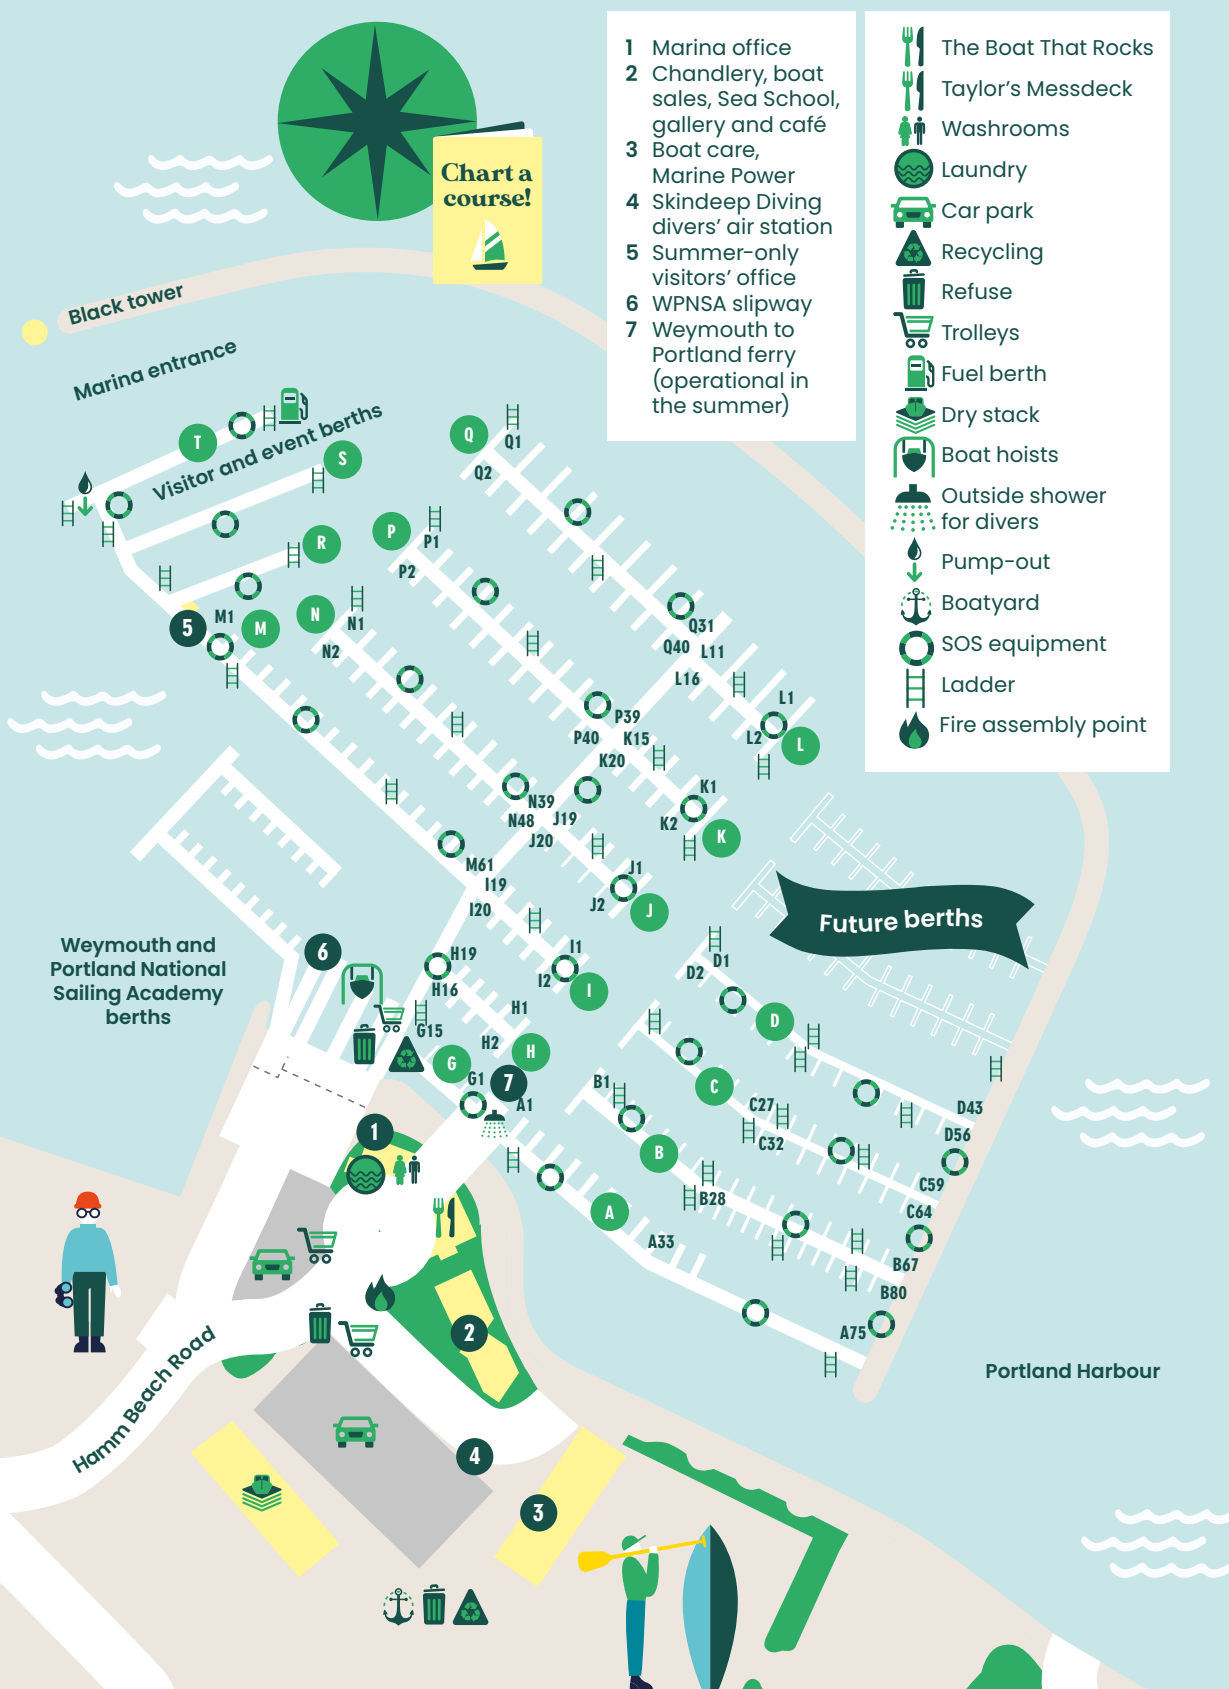 Chart a
course!
1 Marina office
2 Chandlery, boat
sales, Sea School,
gallery and café
3 Boat care,
Marine Power
4 Skindeep Diving
divers’ air station
5 Summer-only
visitors’ office
6 WPNSA slipway
7 Weymouth to
Portland ferry
(operational in
the summer)
The Boat That Rocks
Taylor’s Messdeck
Washrooms
Laundry
Car park
Recycling
Refuse
Trolleys
Fuel berth
Dry stack
Boat hoists
Outside shower
for divers
Pump-out
Boatyard
SOS equipment
Ladder
Fire assembly point
Black tower
Marina entrance
Visitor and event berths
T
S
R
Q
Q1
Q2
P
P1
P2
N
N1
N2
5
M1
M
Q31
Q40
L11
L16
L1
L2
L
P39
P40
K15
K20
K1
K2
K
N39
N48
J19
J20
J1
J2
J
M61
I19
I20
I1
I2
I
Future berths
Weymouth and
Portland National
Sailing Academy
berths
6
H19
H16
H1
H2
H
G15
G
G1
7
A1
D1
D2
D
D43
D56
C
C27
C32
C59
C64
B1
B
B28
B67
B80
A
A33
A75
1
2
3
4
Hamm Beach Road
Portland Harbour